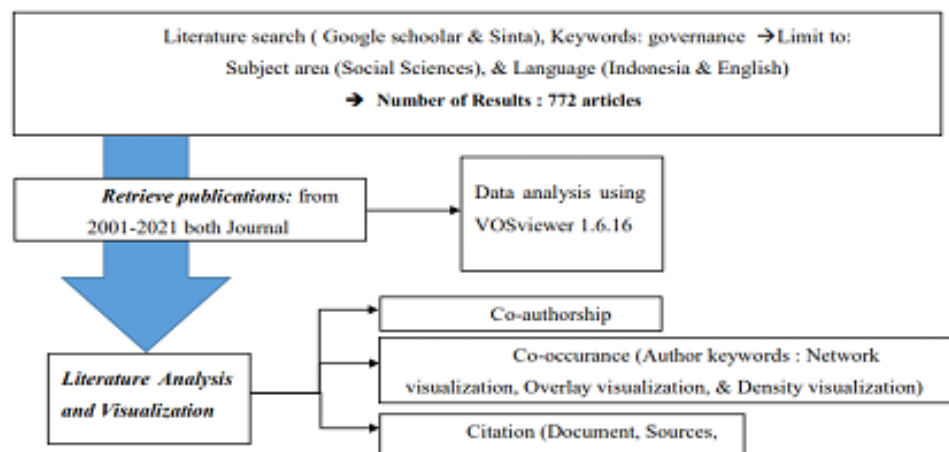 Literature search ( Google schoolar & Sinta), Keywords: governance ➔Limit to:
Subject area (Social Sciences), & Language (Indonesia & English)
➔ Number of Results : 772 articles
Retrieve publications: from
2001-2021 both Journal
Data analysis using
VOSviewer 1.6.16
Co-authorship
Literature Analysis
and Visualization
Co-occurance (Author keywords : Network
visualization, Overlay visualization, & Density visualization)
Citation (Document, Sources,